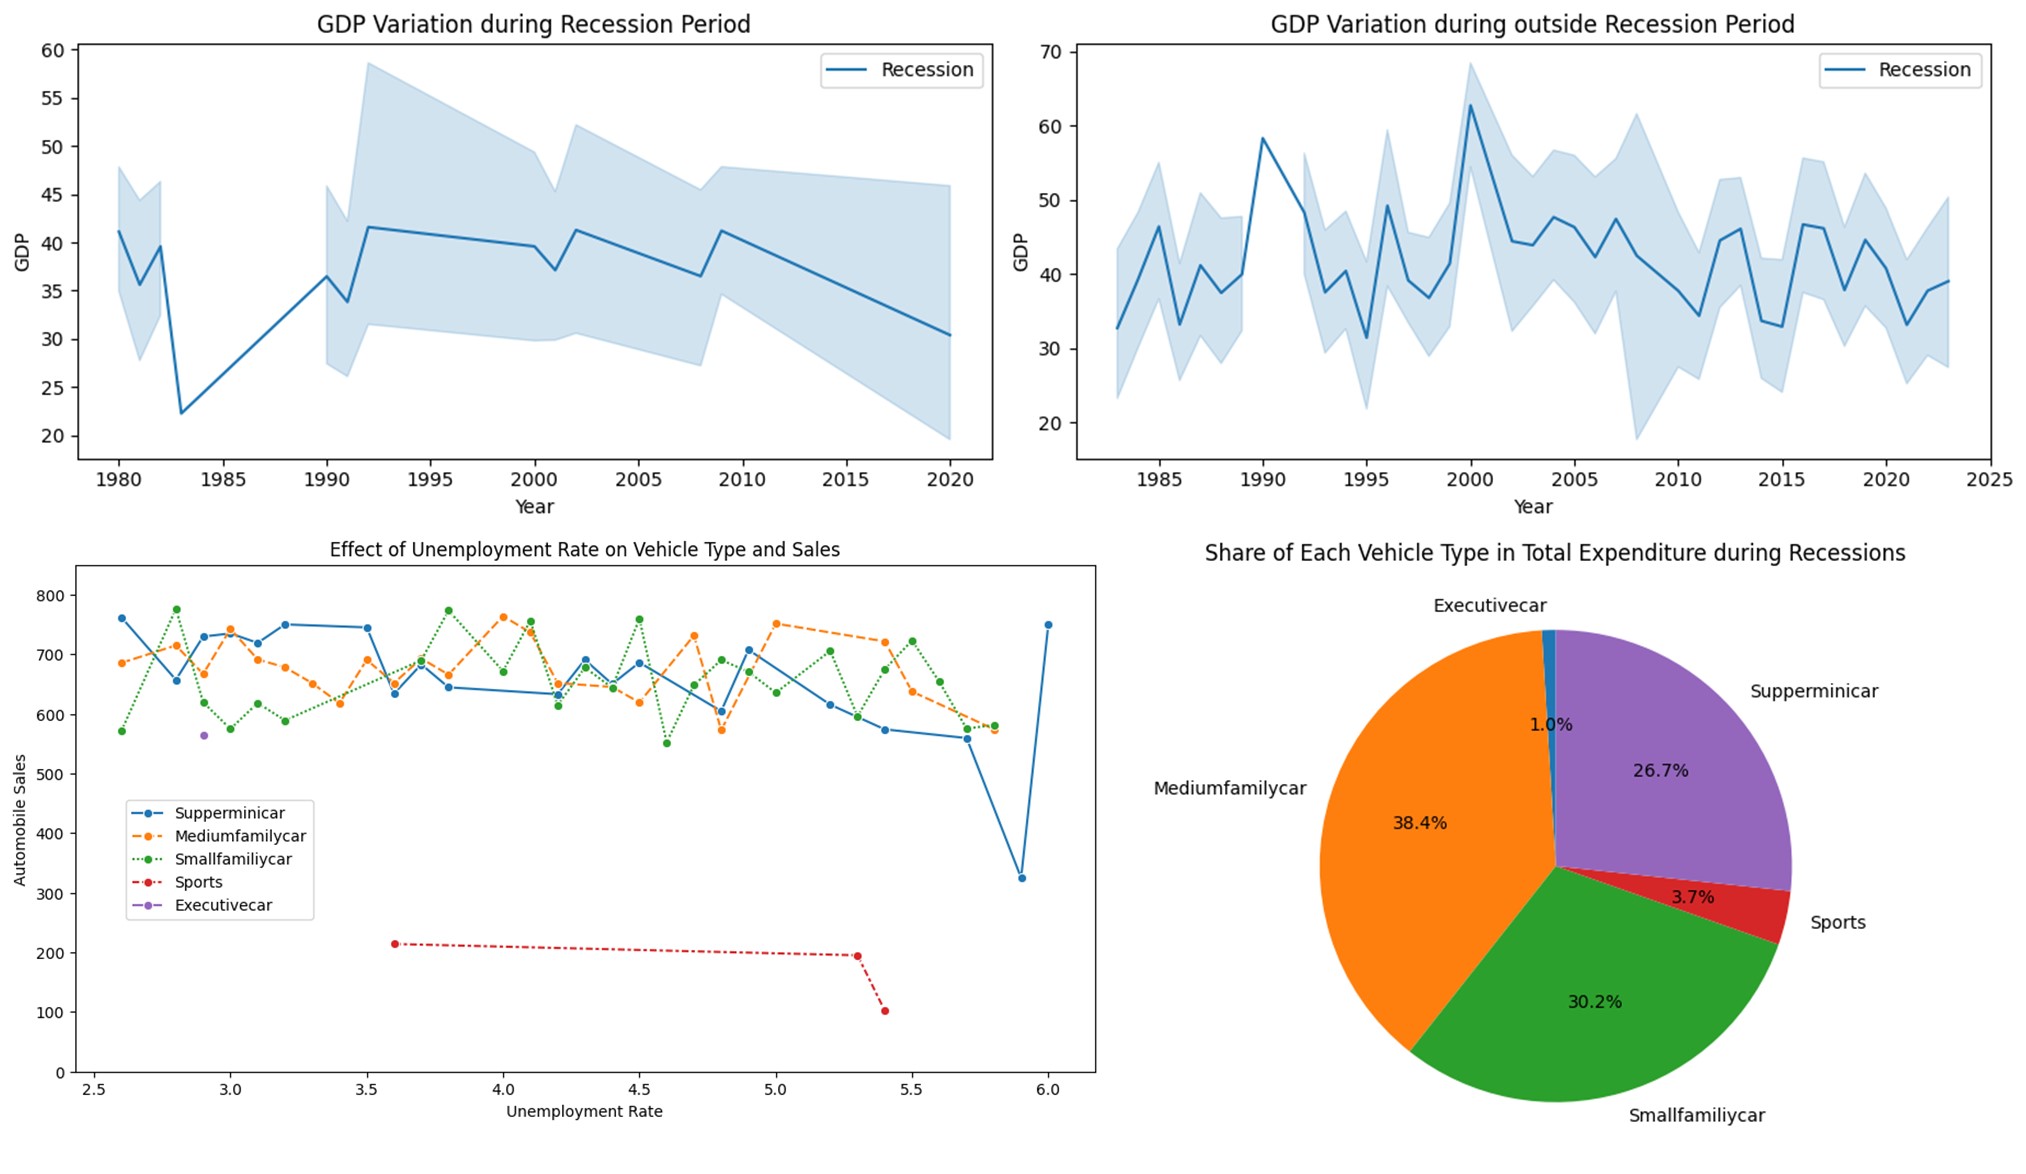 GDP Variation during Recession Period
60
55
50
45
40
35
30
25
20
GDP
Recession
1980 1985 1990 1995 2000 2005 2010 2015 2020
Year
GDP Variation during outside Recession Period
70
60
50
40
30
20
GDP
Recession
1985 1990 1995 2000 2005 2010 2015 2020 2025
Year
Effect of Unemployment Rate on Vehicle Type and Sales
800
700
600
500
400
300
200
100
0
Automobile Sales
Supperminicar
Mediumfamilycar
Smallfamiliycar
Sports
Executivecar
2.5 3.0 3.5 4.0 4.5 5.0 5.5 6.0
Unemployment Rate
Share of Each Vehicle Type in Total Expenditure during Recessions
Executivecar
Supperminicar
1.0%
26.7%
Mediumfamilycar
38.4%
3.7%
Sports
30.2%
Smallfamiliycar